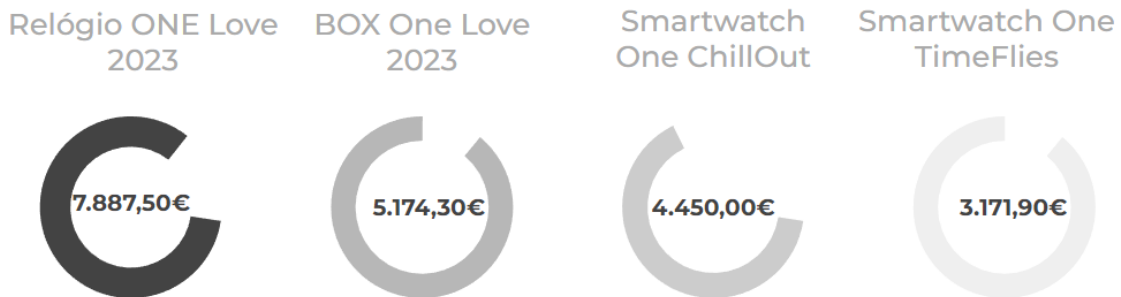 Relógio ONE Love
2023
7.887,50€
BOX One Love
2023
5.174,30€
Smartwatch
One ChillOut
4.450,00€
Smartwatch One
TimeFlies
3.171,90€